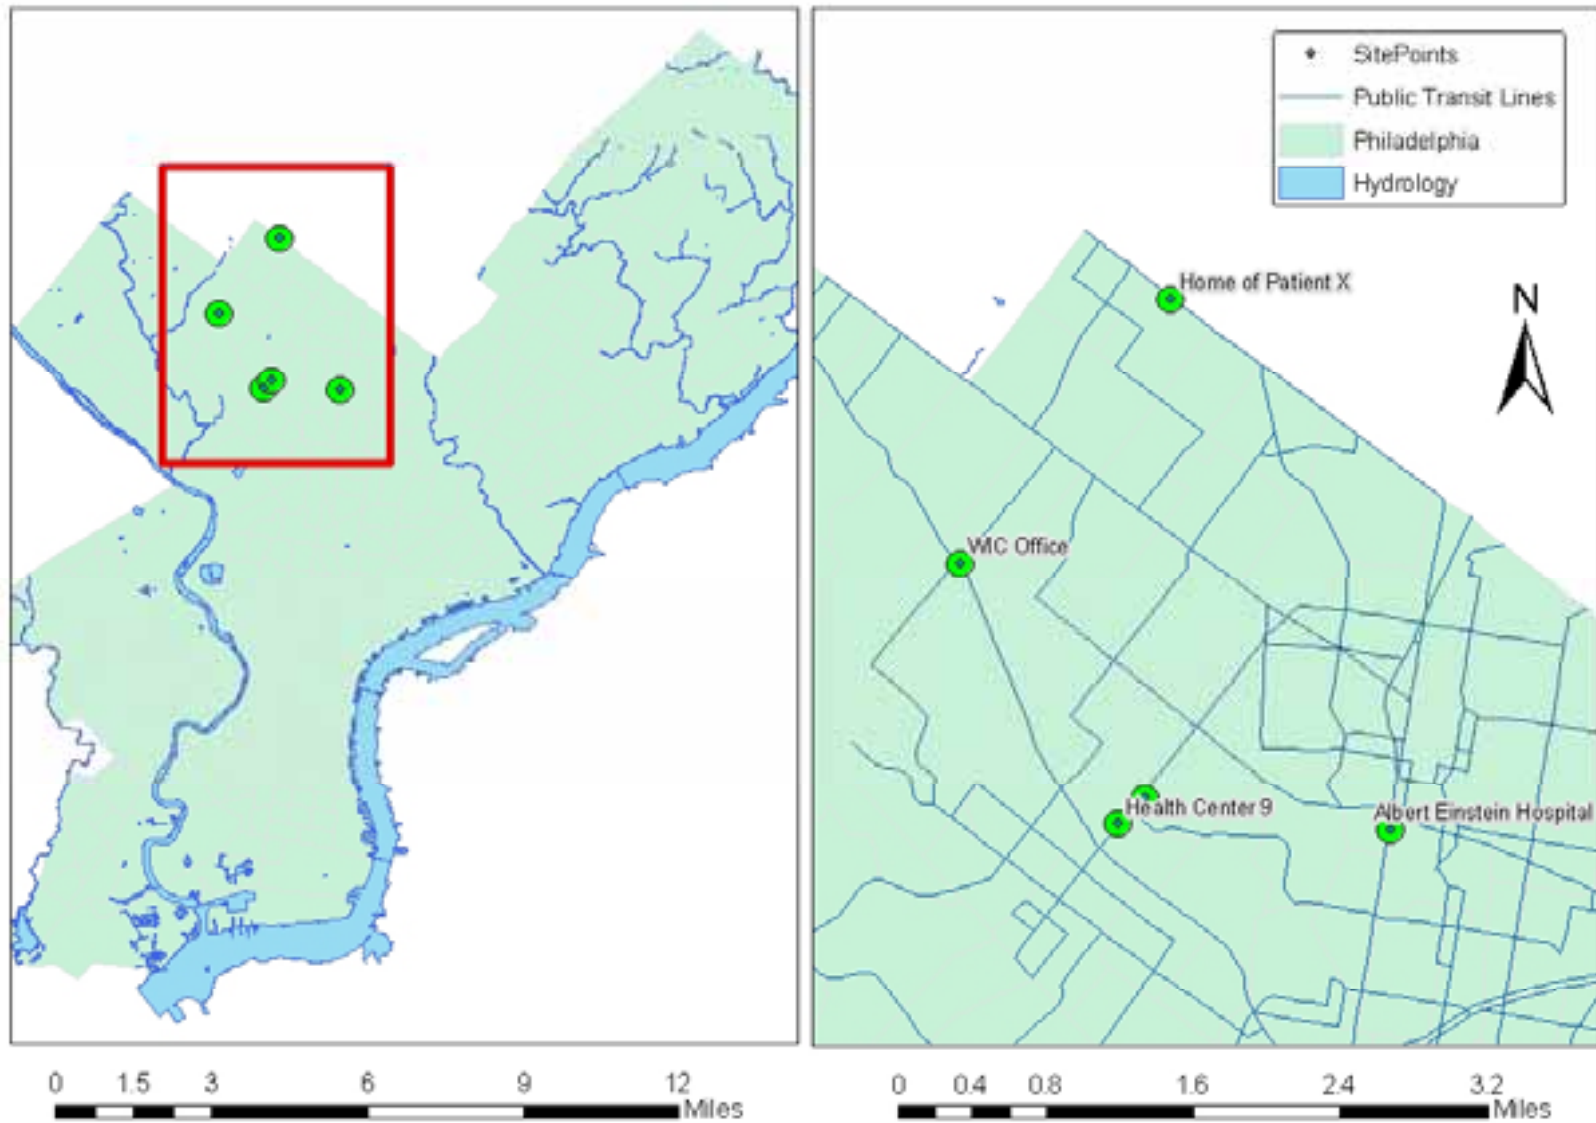 SitePoints
Public Transit Lines
Philadelphia
Hydrology
N
Home of Patient X
WIC Office
Health Center 9
Albert Einstein Hospital
0 1.5 3 6 9 12
Miles
0 0.4 0.8 1.6 2.4 3.2
Miles